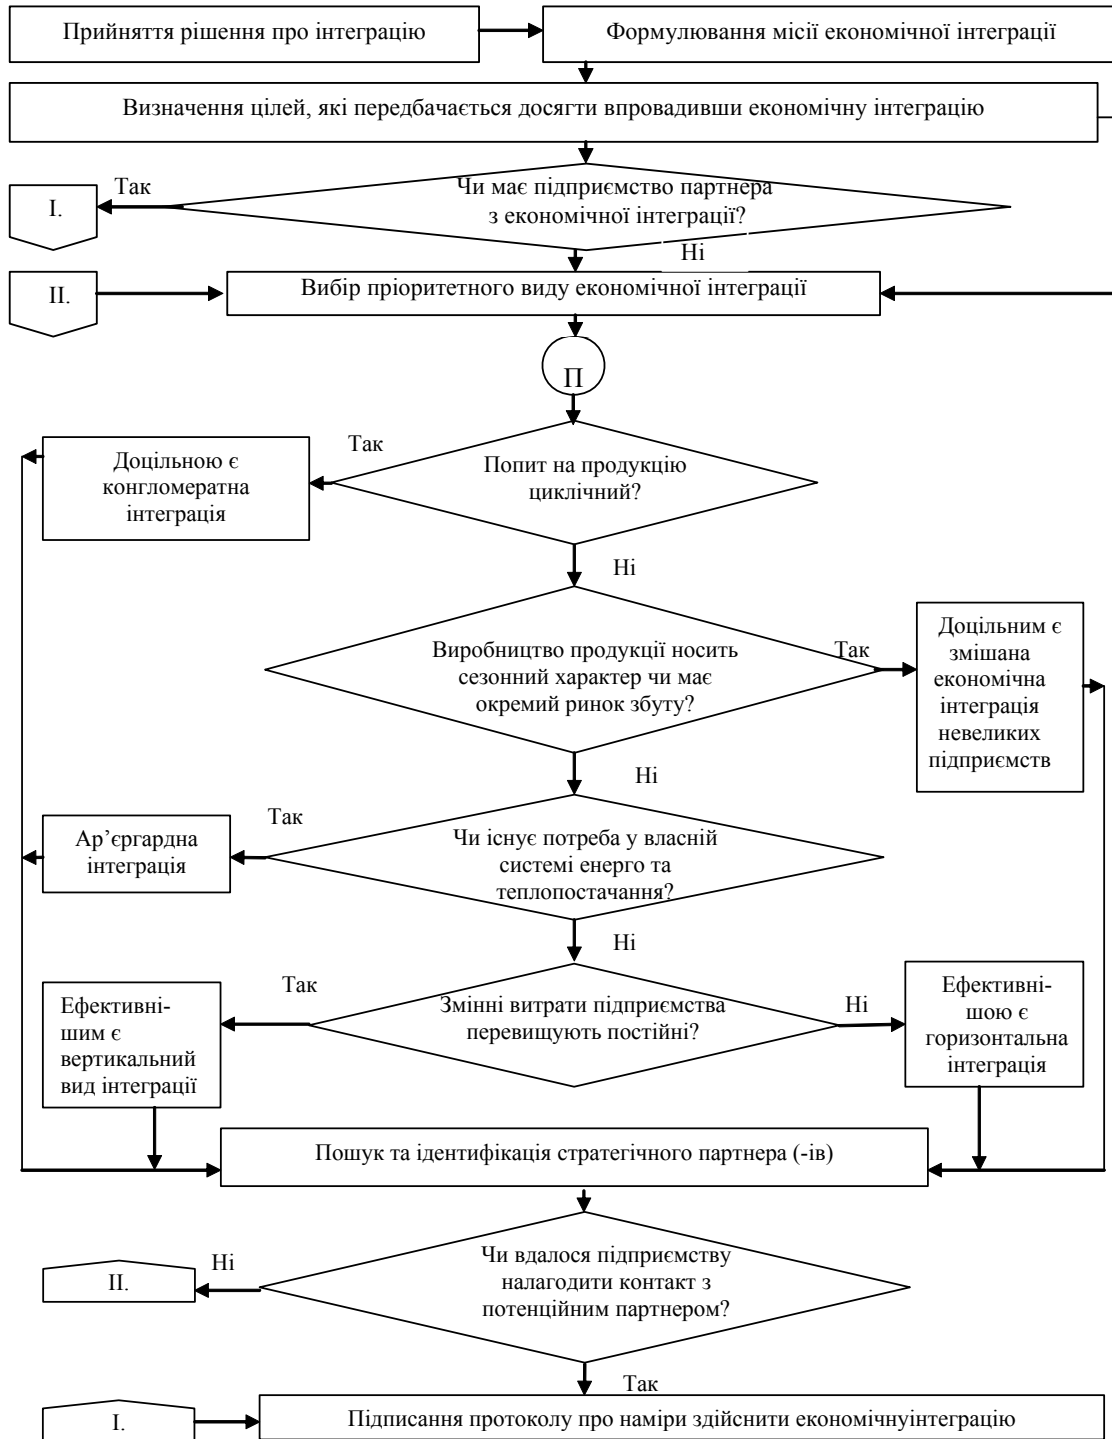 Прийняття рішення про інтеграцію
Формулювання місії економічної інтеграції
Визначення цілей, які передбачається досягти впровадивши економічну інтеграцію
Так
Чи має підприємство партнера
з економічної інтеграції?
І.
Ні
ІІ.
Вибір пріоритетного виду економічної інтеграції
П
Так
Доцільною є
конгломератна
інтеграція
Попит на продукцію
циклічний?
Ні
Виробництво продукції носить
сезонний характер чи має
окремий ринок збуту?
Так
Доцільним є
змішана
економічна
інтеграція
невеликих
підприємств
Ні
Так
Ар’єргардна
інтеграція
Чи існує потреба у власній
системі енерго та
теплопостачання?
Ні
Так
Ефективні-
шим є
вертикальний
вид інтеграції
Змінні витрати підприємства
перевищують постійні?
Ні
Ефективні-
шою є
горизонтальна
інтеграція
Пошук та ідентифікація стратегічного партнера (-ів)
Ні
ІІ.
Чи вдалося підприємству
налагодити контакт з
потенційним партнером?
Так
І.
Підписання протоколу про наміри здійснити економічнуінтеграцію